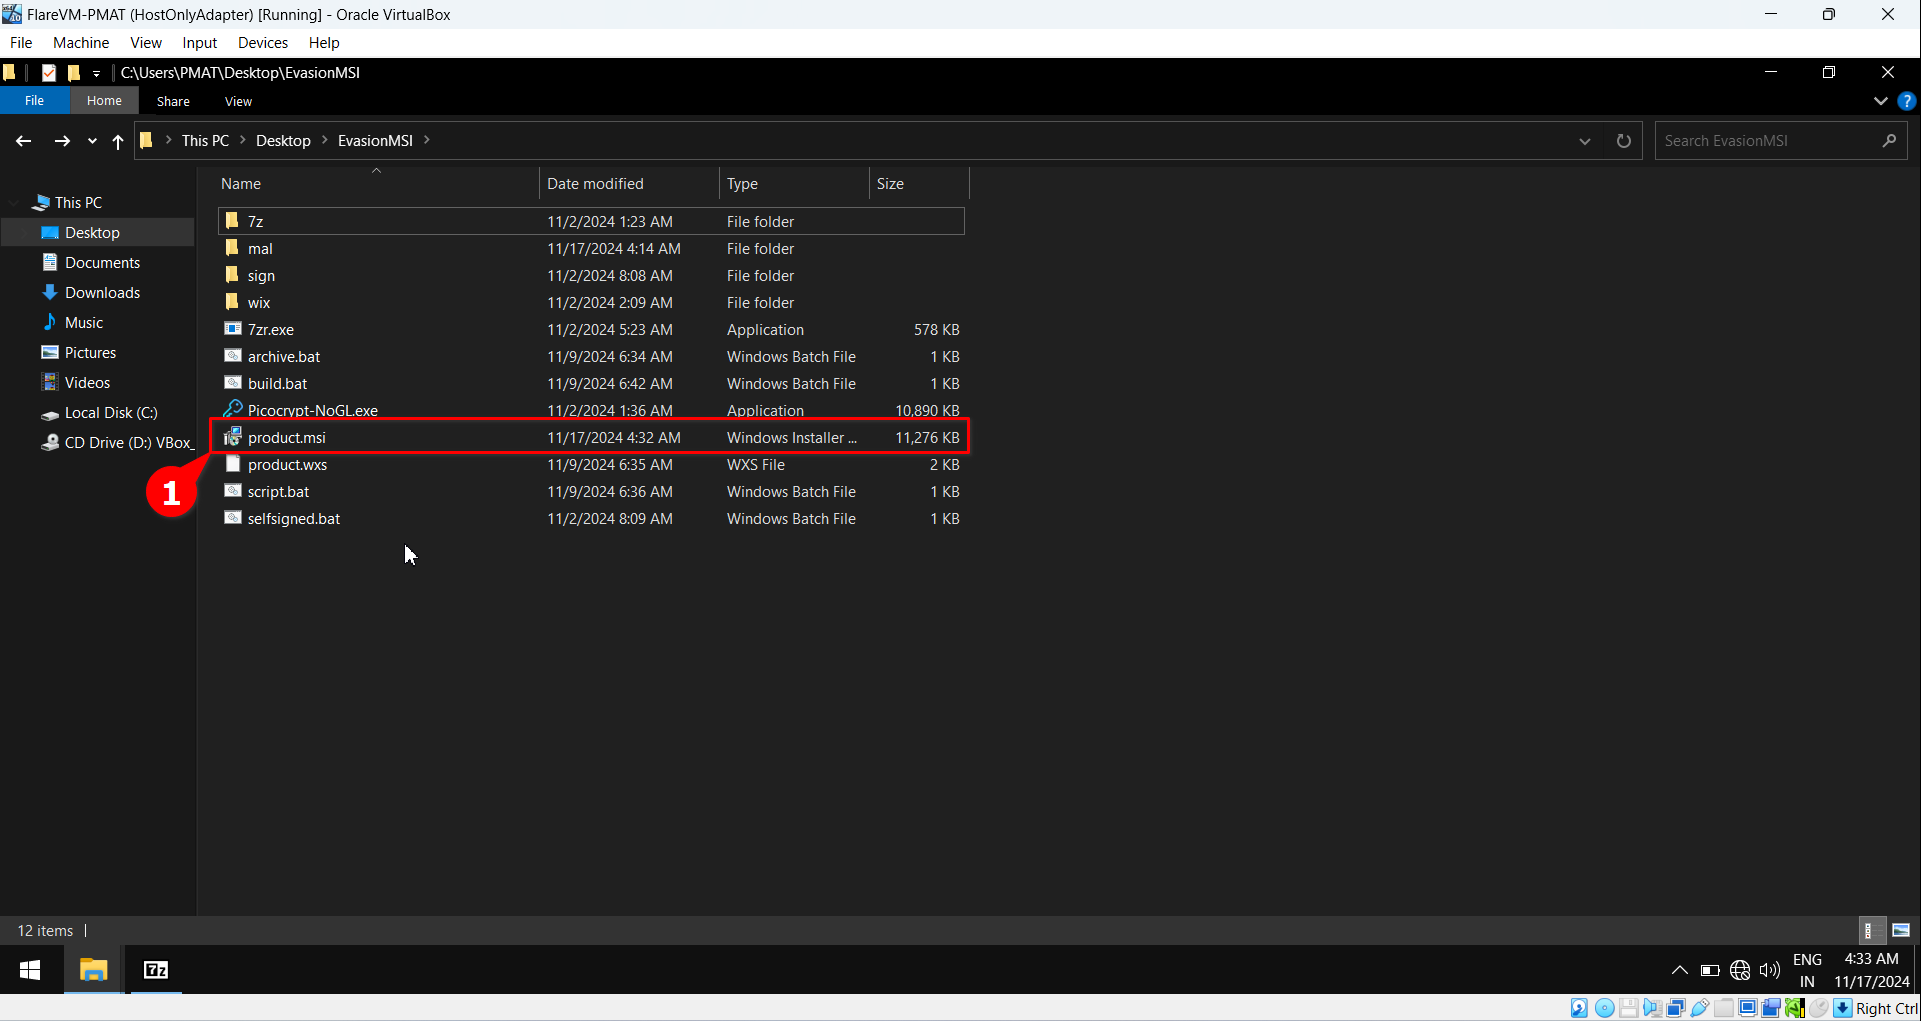 FlareVM-PMAT (HostOnlyAdapter) [Running] - Oracle VirtualBox
File Machine View Input Devices Help
C:\Users\PMAT\Desktop\EvasionMSI
File Home Share View
This PC Desktop EvasionMSI
Search EvasionMSI
Name Date modified Type Size
This PC
Desktop
Documents
Downloads
Music
Pictures
Videos
Local Disk (C:)
CD Drive (D:) VBox_
7z 11/2/2024 1:23 AM File folder
mal 11/17/2024 4:14 AM File folder
sign 11/2/2024 8:08 AM File folder
wix 11/2/2024 2:09 AM File folder
7zr.exe 11/2/2024 5:23 AM Application 578 KB
archive.bat 11/9/2024 6:34 AM Windows Batch File 1 KB
build.bat 11/9/2024 6:42 AM Windows Batch File 1 KB
Picocrypt-NoGL.exe 11/2/2024 1:36 AM Application 10,890 KB
product.msi 11/17/2024 4:32 AM Windows Installer ... 11,276 KB
product.wxs 11/9/2024 6:35 AM WXS File 2 KB
1
script.bat 11/9/2024 6:36 AM Windows Batch File 1 KB
selfsigned.bat 11/2/2024 8:09 AM Windows Batch File 1 KB
12 items
7z
ENG 4:33 AM
IN 11/17/2024
Right Ctrl